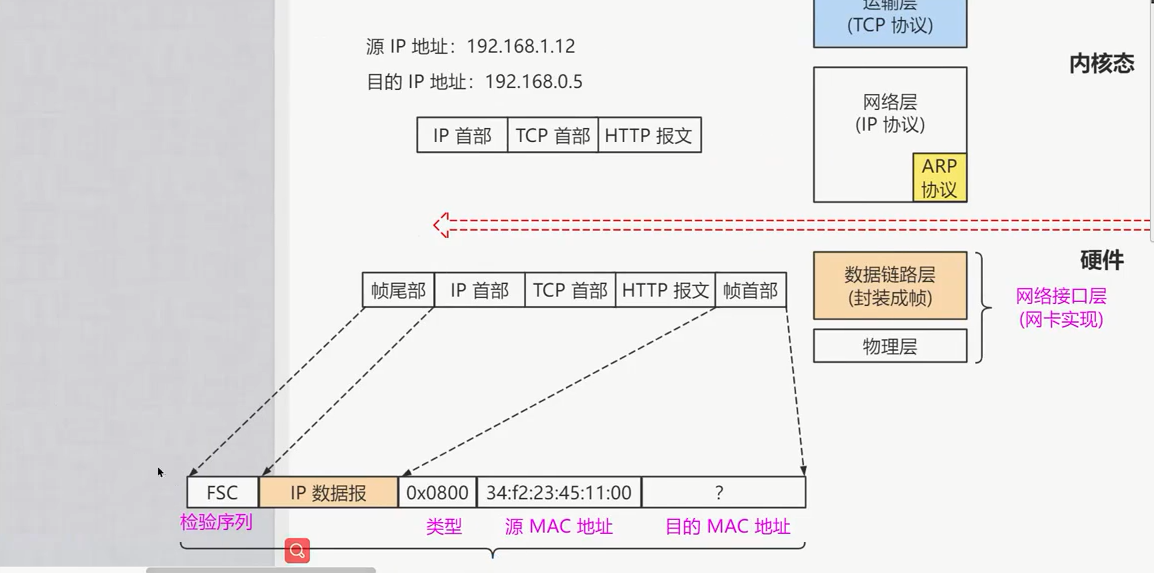 运输层
(TCP 协议)
源 IP 地址：192.168.1.12
目的 IP 地址：192.168.0.5
内核态
网络层
(IP 协议)
IP 首部 TCP 首部 HTTP 报文
ARP
协议
硬件
数据链路层
(封装成帧)
网络接口层
(网卡实现)
帧尾部 IP 首部 TCP 首部 HTTP 报文 帧首部
物理层
FSC IP 数据报 0x0800 34:f2:23:45:11:00 ?
检验序列 类型 源 MAC 地址 目的 MAC 地址